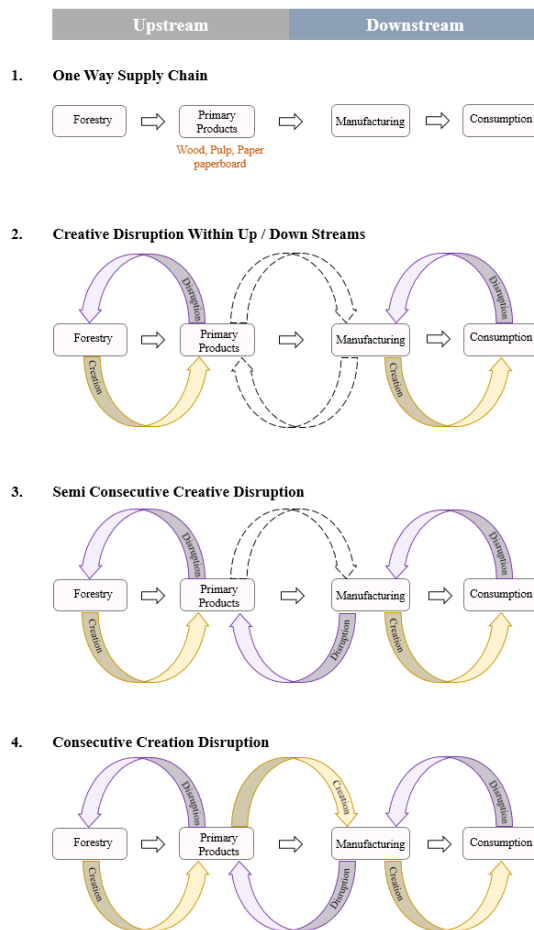 Upstream Downstream
1. One Way Supply Chain
Forestry Primary Products Manufacturing Consumption
Wood, Pulp, Paper
paperboard
2. Creative Disruption Within Up / Down Streams
Disruption Disruption
Forestry Primary Products Manufacturing Consumption
Creation Creation
3. Semi Consecutive Creative Disruption
Disruption Disruption
Forestry Primary Products Manufacturing Consumption
Creation Disruption Creation
4. Consecutive Creation Disruption
Disruption Creation Disruption
Forestry Primary Products Manufacturing Consumption
Creation Disruption Creation